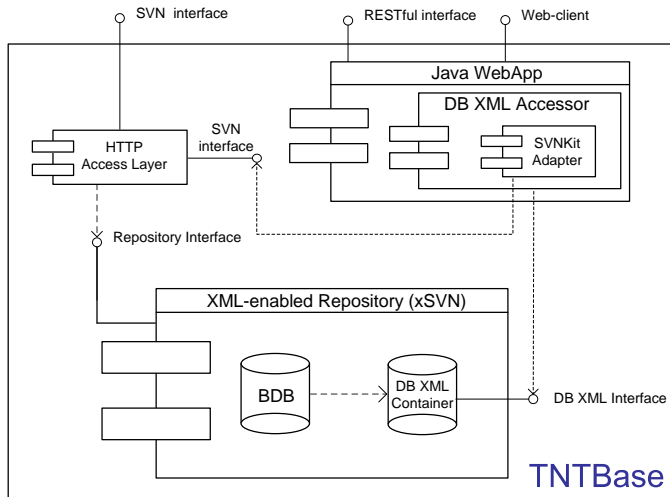 SVN interface
RESTful interface
Web-client
Java WebApp
DB XML Accessor
SVNKit
Adapter
HTTP
Access Layer
SVN
interface
Repository Interface
XML-enabled Repository (xSVN)
BDB
DB XML
Container
DB XML Interface
TNTBase